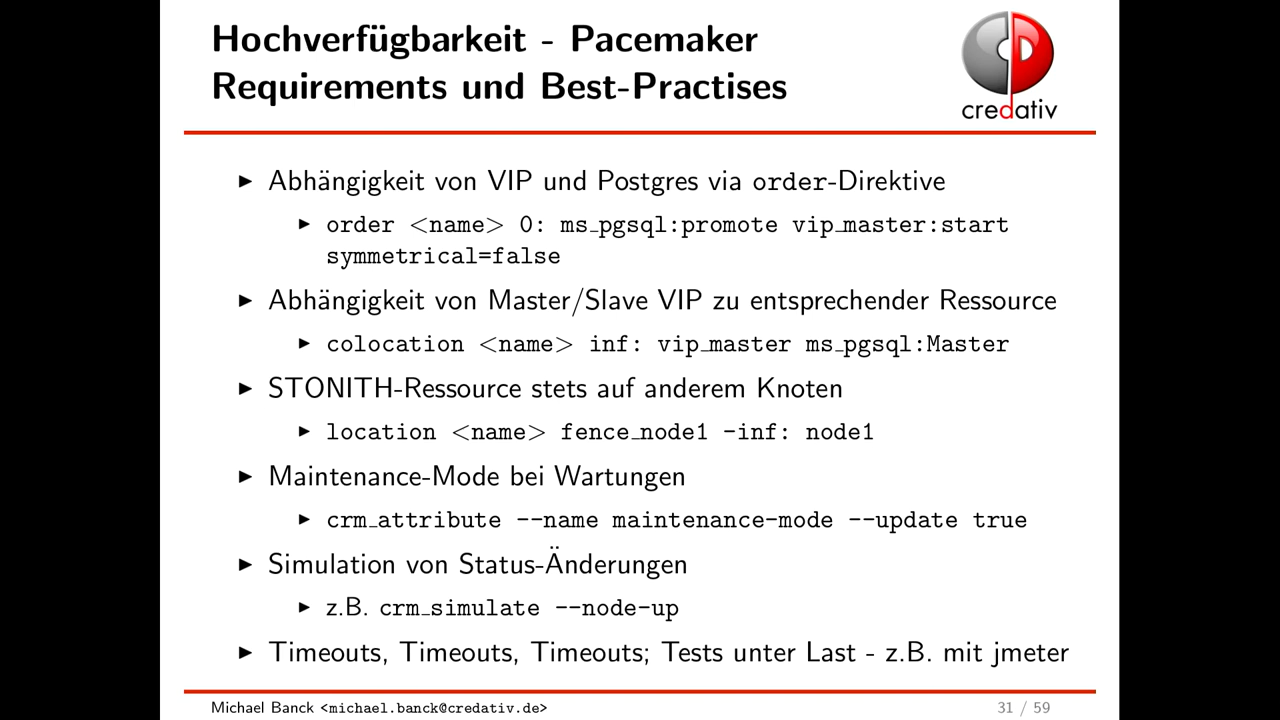 Hochverfügbarkeit - Pacemaker
Requirements und Best-Practises
credativ
▶ Abhängigkeit von VIP und Postgres via order-Direktive
▶ order <name> 0: ms_pgsql:promote vip_master:start
symmetrical=false
▶ Abhängigkeit von Master/Slave VIP zu entsprechender Ressource
▶ colocation <name> inf: vip_master ms_pgsql:Master
▶ STONITH-Ressource stets auf anderem Knoten
▶ location <name> fence_node1 -inf: node1
▶ Maintenance-Mode bei Wartungen
▶ crm_attribute --name maintenance-mode --update true
▶ Simulation von Status-Änderungen
▶ z.B. crm_simulate --node-up
▶ Timeouts, Timeouts, Timeouts; Tests unter Last - z.B. mit jmeter
Michael Banck <michael.banck@credativ.de>
31 / 59